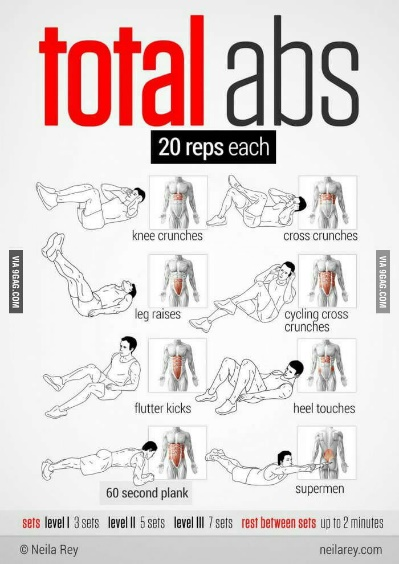 total abs
20 reps each
knee crunches
cross crunches
leg raises
cycling cross
crunches
flutter kicks
heel touches
60 second plank
supermen
VIA 9GAG.COM
VIA 9GAG.COM
sets level I 3 sets level II 5 sets level III 7 sets rest between sets up to 2 minutes
© Neila Rey
neilarey.com